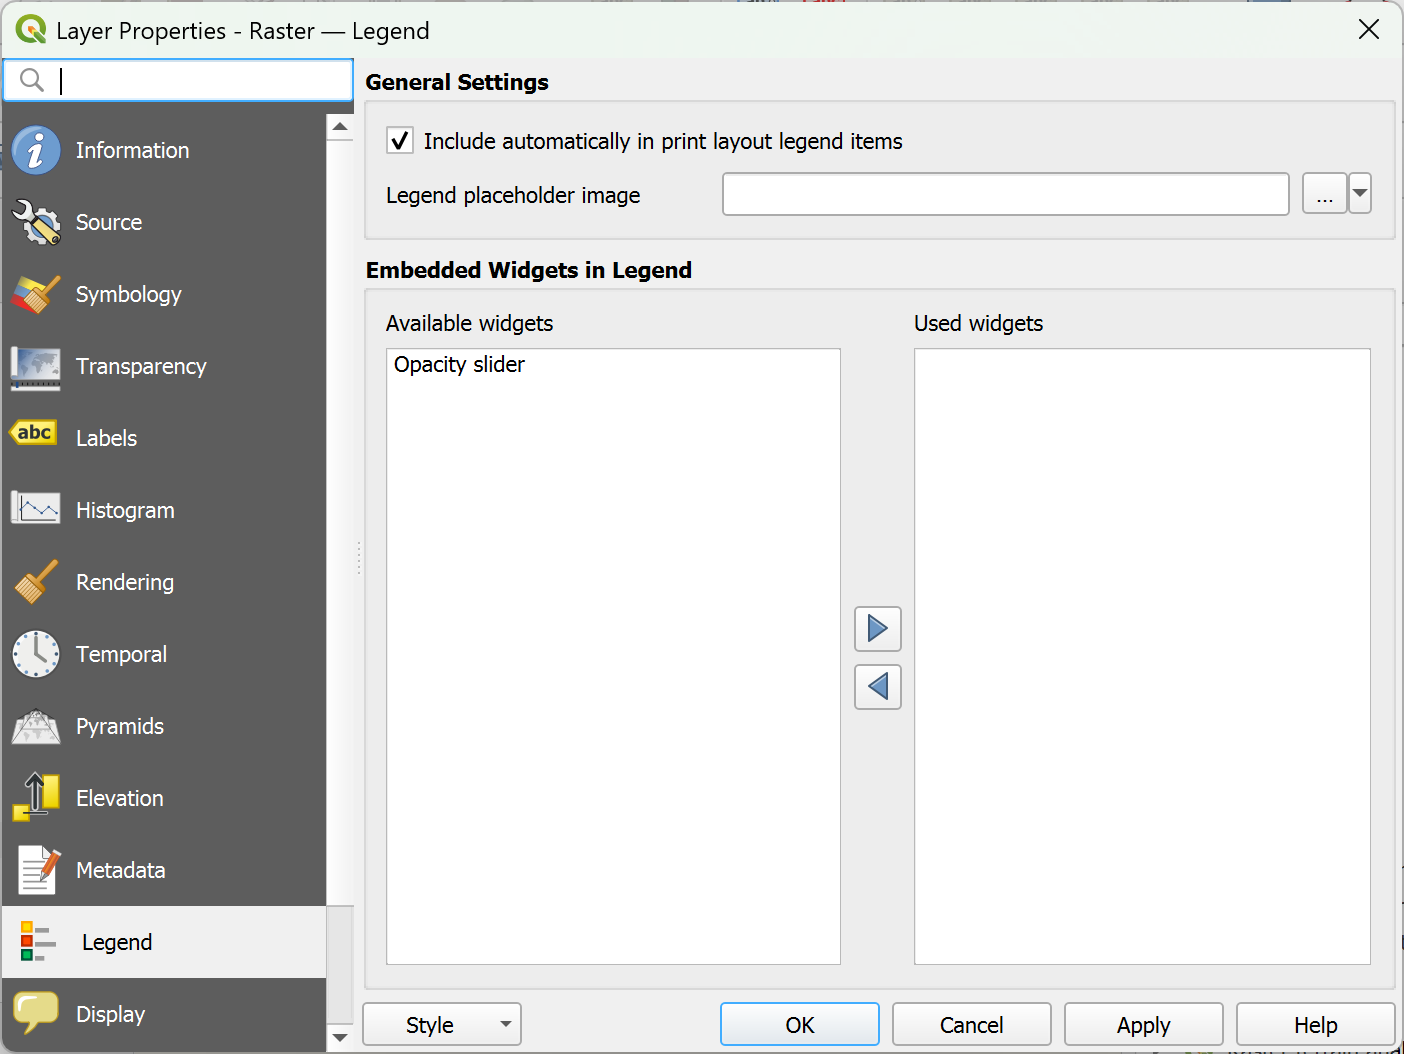 Layer Properties - Raster — Legend
General Settings
Include automatically in print layout legend items
Legend placeholder image
...
Embedded Widgets in Legend
Available widgets
Used widgets
Opacity slider
Information
Source
Symbology
Transparency
abc
Labels
Histogram
Rendering
Temporal
Pyramids
Elevation
Metadata
Legend
Display
Style
OK
Cancel
Apply
Help